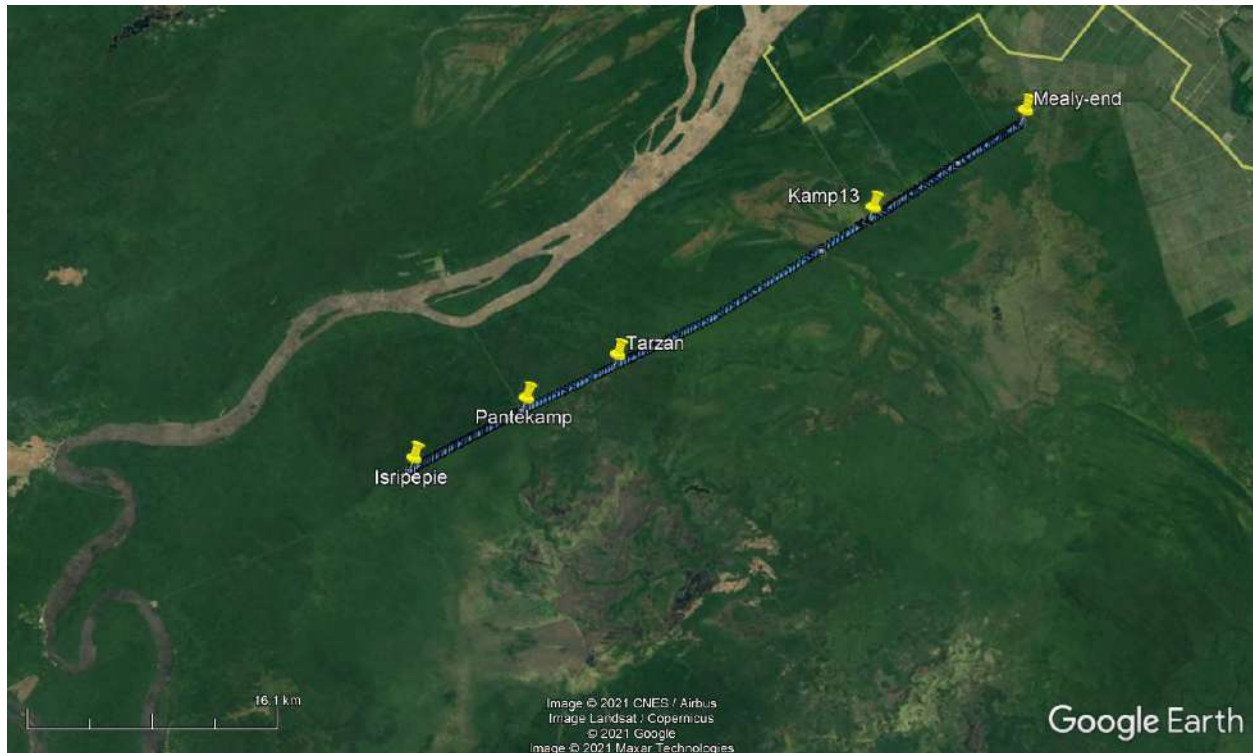 Mealy-end
Kamp13
Tarzan
Pantekamp
Isripepie
16.1 km
Image © 2021 CNES / Airbus
Image Landsat / Copernicus
© 2021 Google
Image © 2021 Maxar Technologies
Google Earth